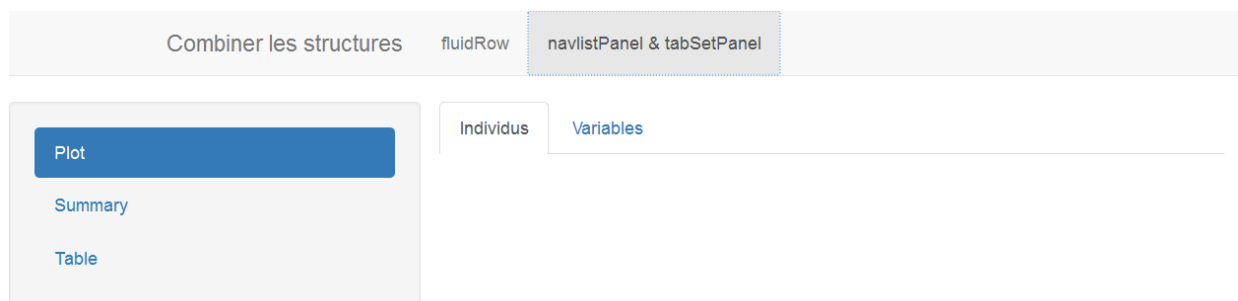 Combiner les structures fluidRow navlistPanel & tabSetPanel
Plot
Summary
Table
Individus Variables